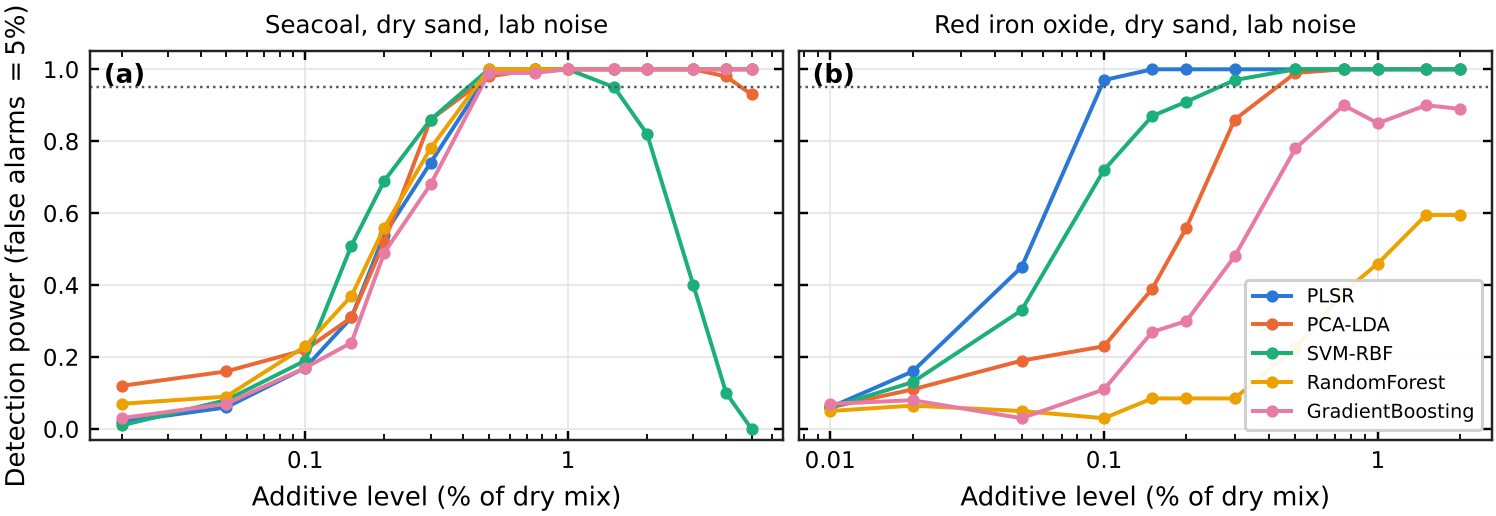 Seacoal, dry sand, lab noise
Red iron oxide, dry sand, lab noise
Detection power (false alarms = 5%)
(a)
(b)
1.0
0.8
0.6
0.4
0.2
0.0
PLSR
PCA-LDA
SVM-RBF
RandomForest
GradientBoosting
0.1
1
0.01
0.1
1
Additive level (% of dry mix)
Additive level (% of dry mix)